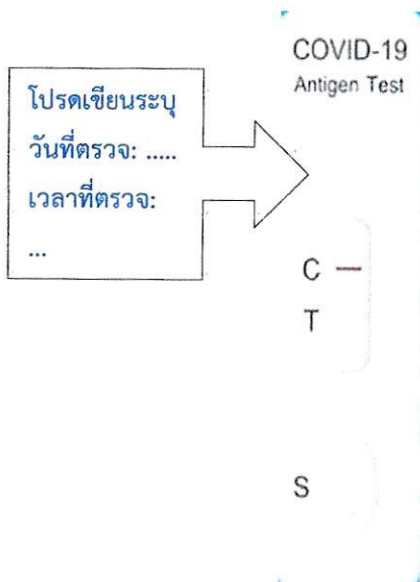 COVID-19
Antigen Test
โปรดเขียนระบุ
วันที่ตรวจ: .....
เวลาที่ตรวจ:
...
C
T
S